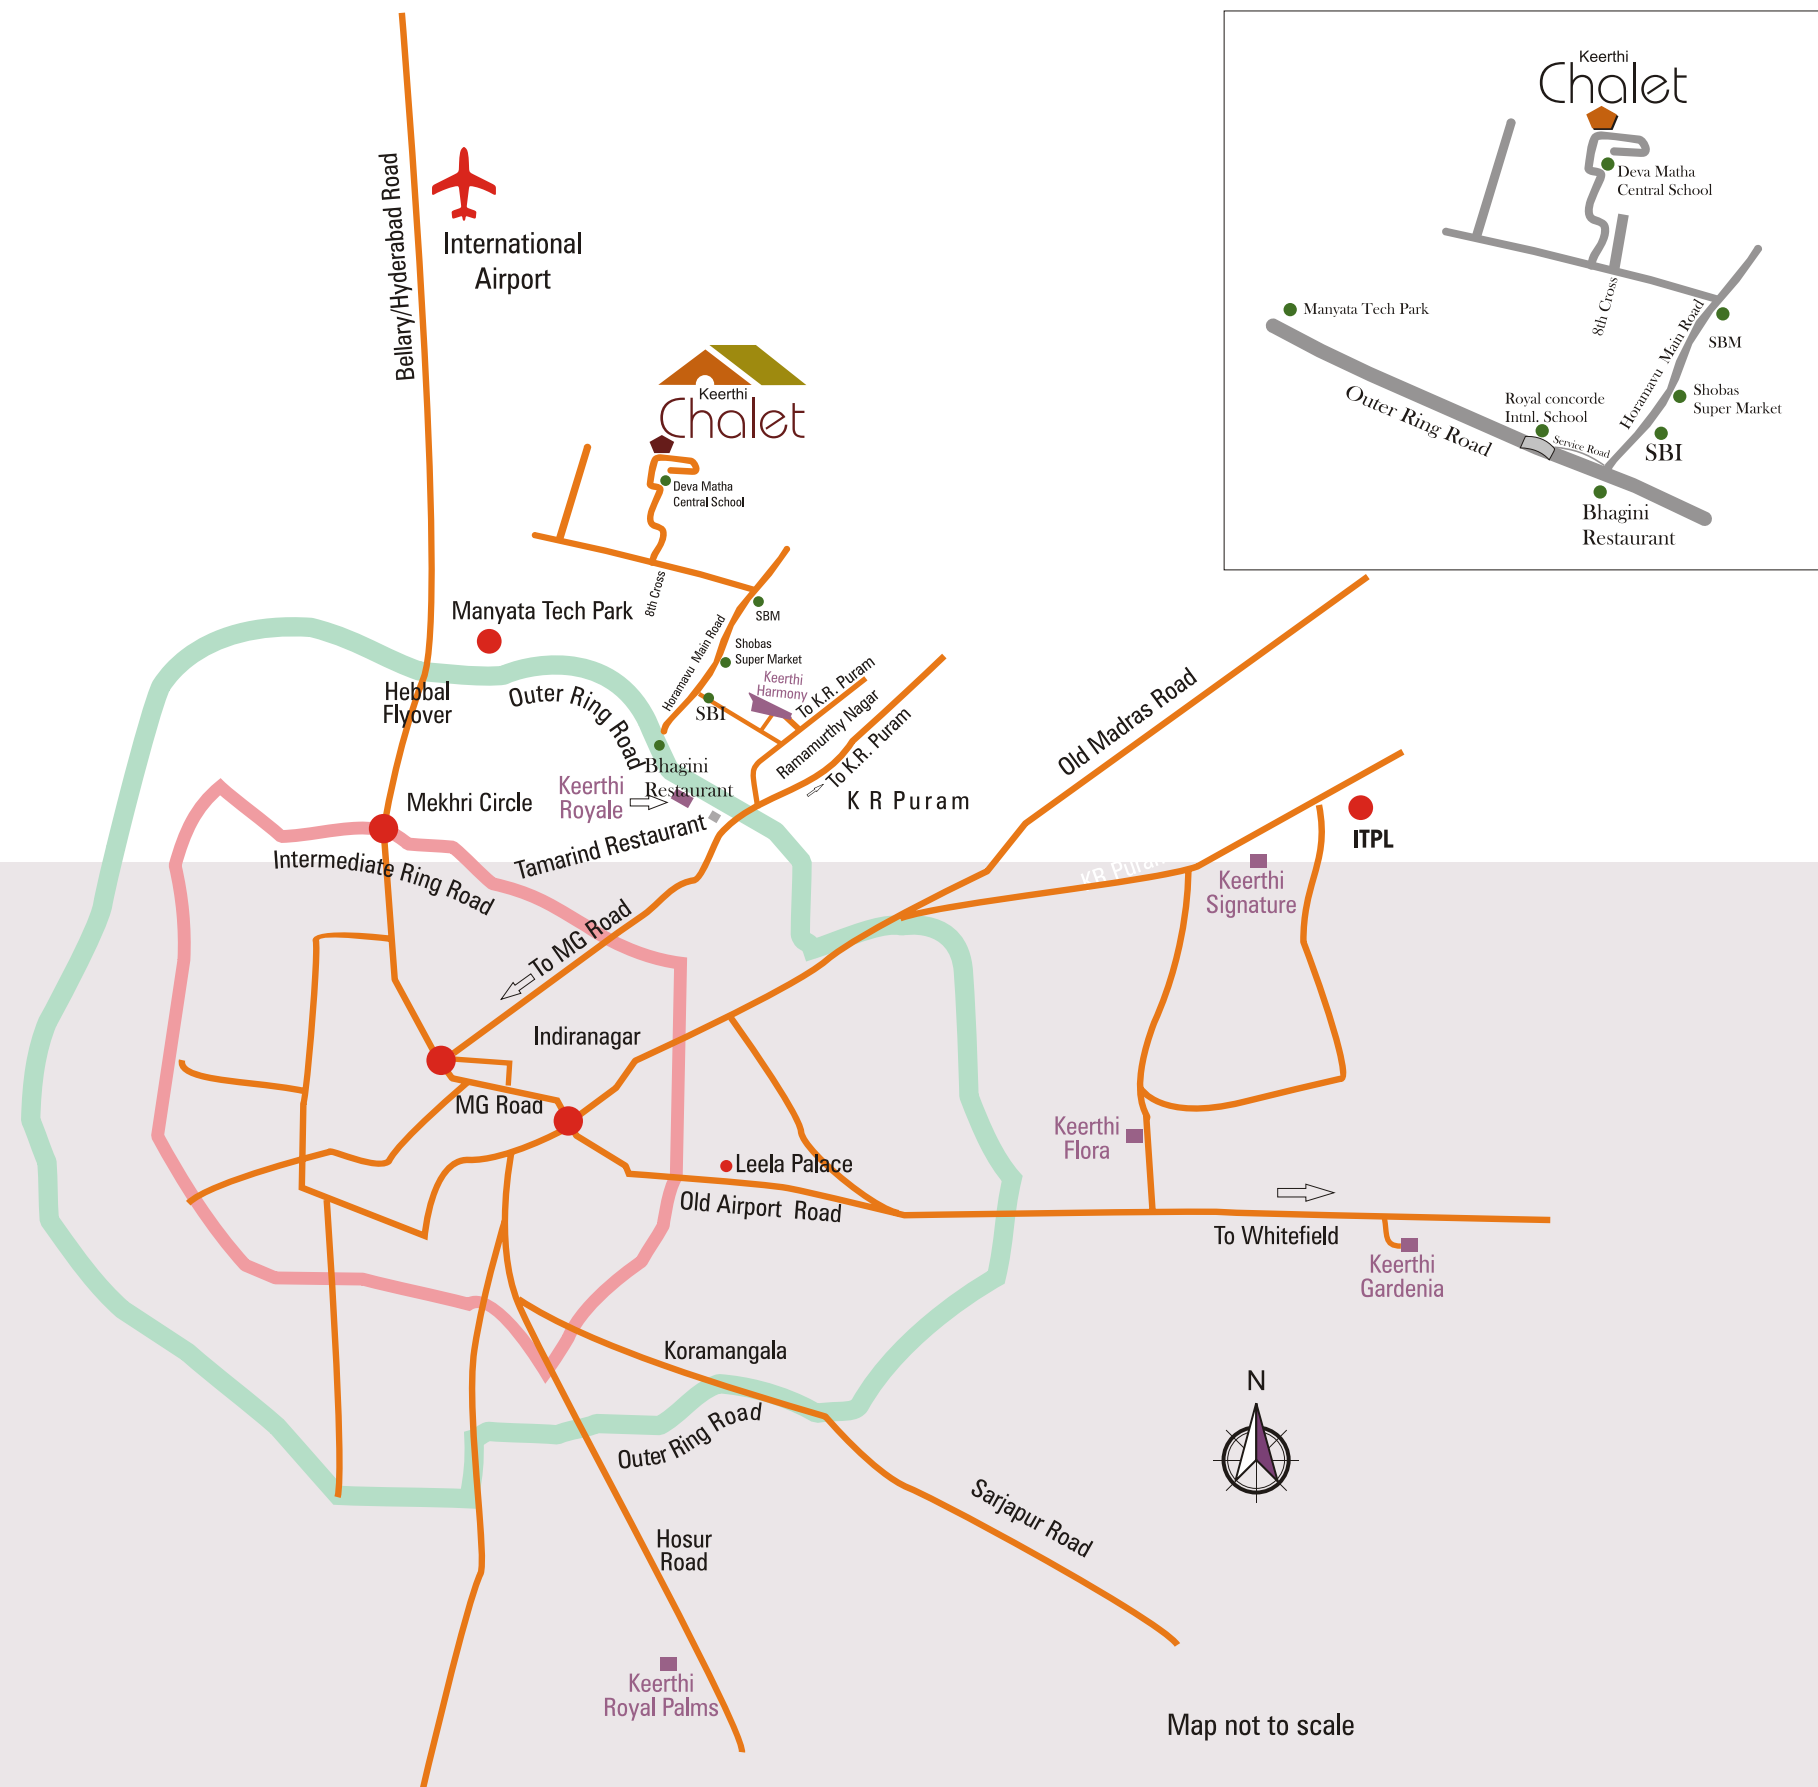 Keerthi
Chalet
Deva Matha
Central School
8th Cross
Manyata Tech Park
Horamavu Main Road
SBM
Shobas
Super Market
Royal concorde
Intnl. School
Service Road
SBI
Outer Ring Road
Bhagini
Restaurant
Bellary/Hyderabad Road
International
Airport
Keerthi
Chalet
Deva Matha
Central School
8th Cross
Manyata Tech Park
SBM
Horamavu Main Road
Shobas
Super Market
Keerthi
Harmony
SBI
To K.R. Puram
Ramamurthy Nagar
To K.R. Puram
Hebbal
Flyover
Outer Ring Road
Bhagini
Restaurant
Keerthi
Royale
K R Puram
Old Madras Road
Mekhri Circle
Intermediate Ring Road
Tamarind Restaurant
ITPL
KR Puram
Keerthi
Signature
To MG Road
Indiranagar
MG Road
Keerthi
Flora
Leela Palace
Old Airport Road
To Whitefield
Keerthi
Gardenia
Koramangala
Outer Ring Road
N
Sarjapur Road
Hosur
Road
Keerthi
Royal Palms
Map not to scale